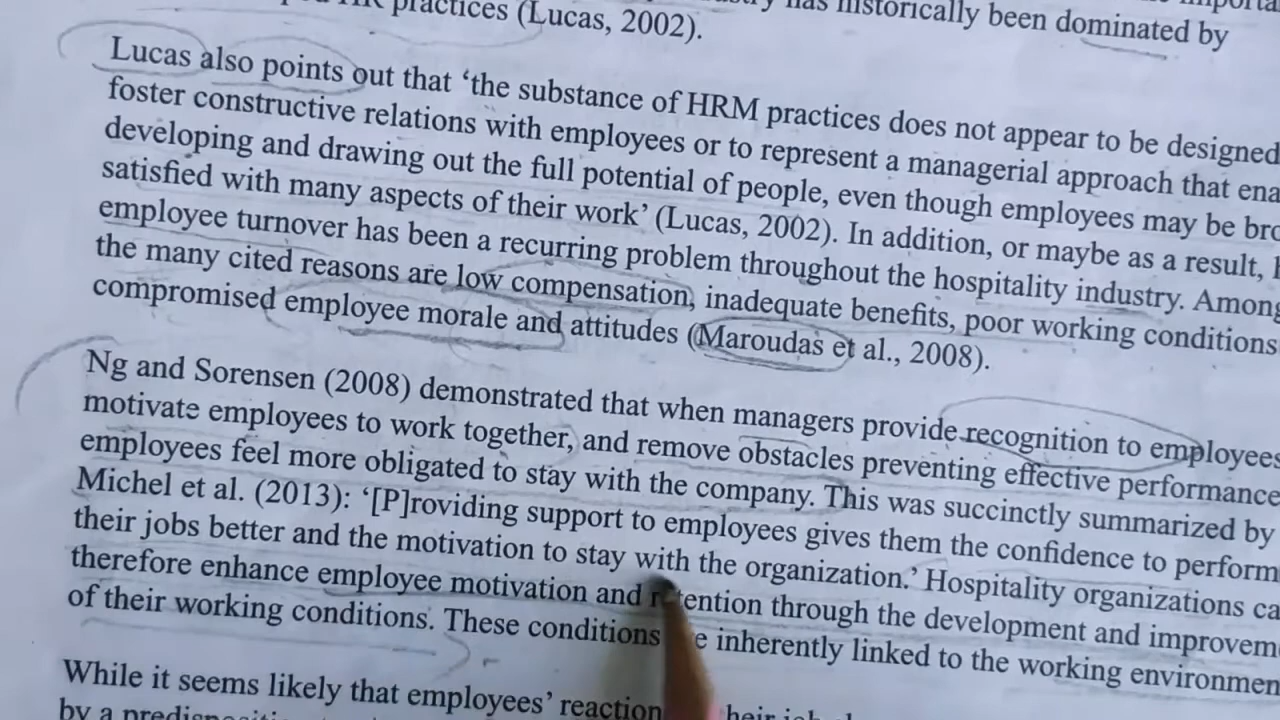 practices (Lucas, 2002). has historically been dominated by
Lucas also points out that ‘the substance of HRM practices does not appear to be designed
foster constructive relations with employees or to represent a managerial approach that ena
developing and drawing out the full potential of people, even though employees may be bro
satisfied with many aspects of their work’ (Lucas, 2002). In addition, or maybe as a result,
employee turnover has been a recurring problem throughout the hospitality industry. Among
the many cited reasons are low compensation, inadequate benefits, poor working conditions
compromised employee morale and attitudes (Maroudas et al., 2008).
Ng and Sorensen (2008) demonstrated that when managers provide recognition to employees
motivate employees to work together, and remove obstacles preventing effective performance
employees feel more obligated to stay with the company. This was succinctly summarized by
Michel et al. (2013): ‘[P]roviding support to employees gives them the confidence to perform
their jobs better and the motivation to stay with the organization.’ Hospitality organizations ca
therefore enhance employee motivation and r tention through the development and improvem
of their working conditions. These conditions e inherently linked to the working environmen
While it seems likely that employees’ reaction
by a